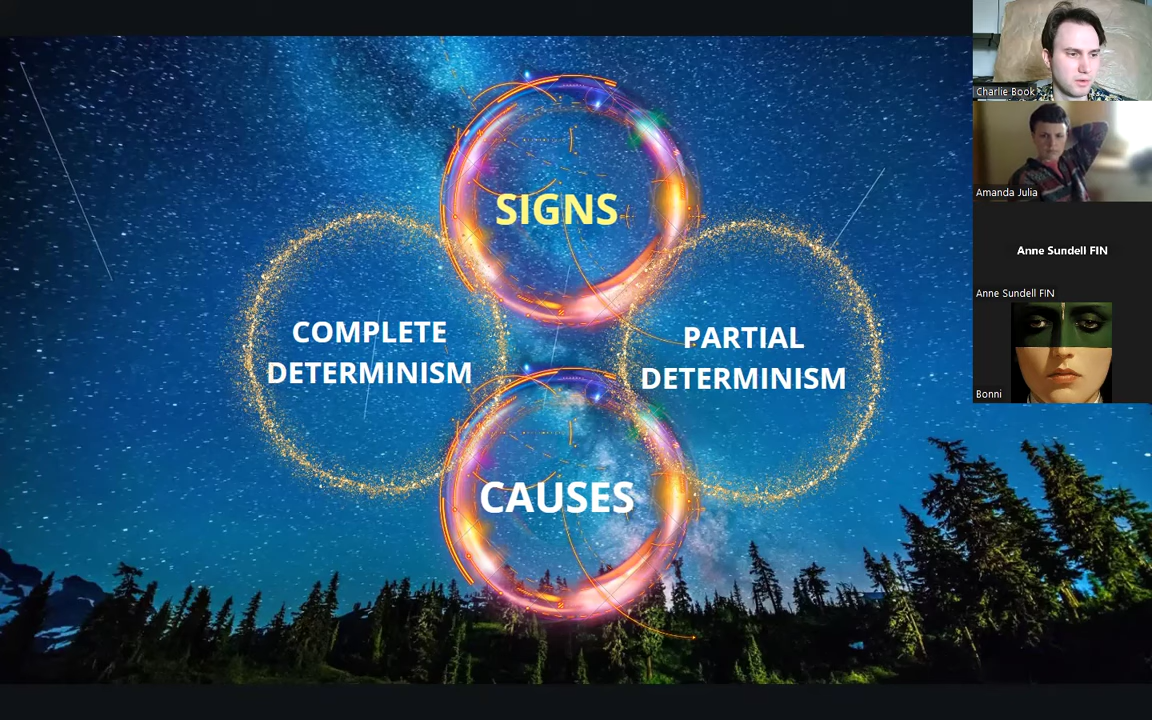 SIGNS
COMPLETE
DETERMINISM
PARTIAL
DETERMINISM
CAUSES
Charlie Book
Amanda Julia
Anne Sundell FIN
Anne Sundell FIN
Bonni